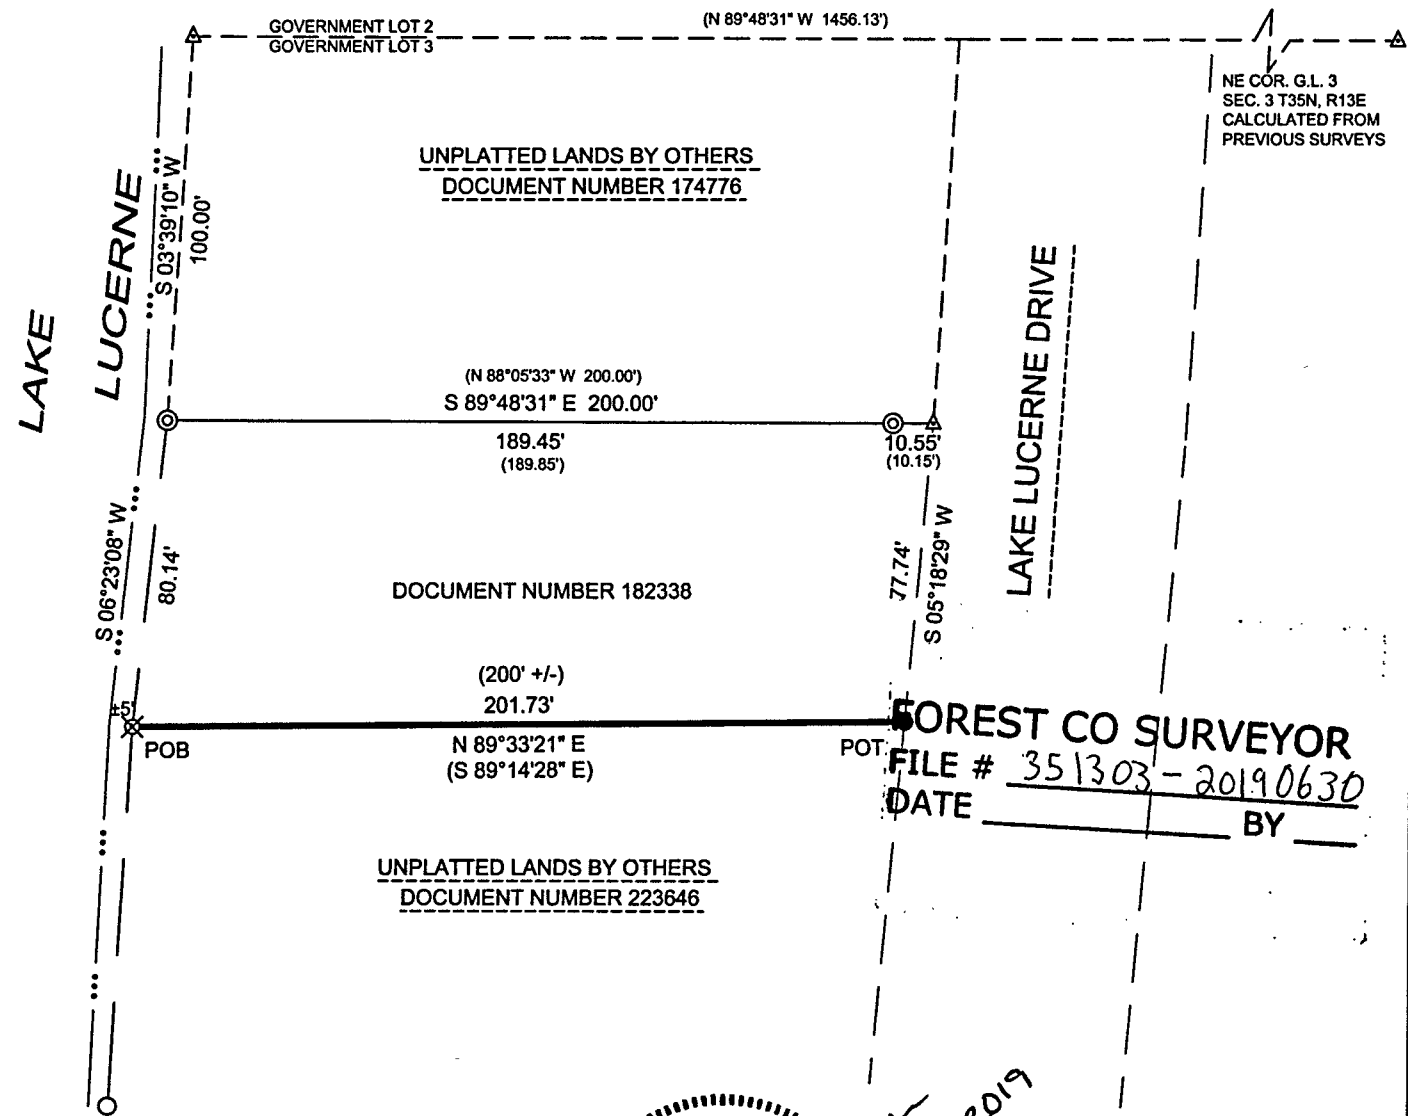 GOVERNMENT LOT 2
GOVERNMENT LOT 3
(N 89°48'31" W 1456.13')
NE COR. G.L. 3
SEC. 3 T35N, R13E
CALCULATED FROM
PREVIOUS SURVEYS
UNPLATTED LANDS BY OTHERS
DOCUMENT NUMBER 174776
S 03°39'10" W
100.00'
LAKE
LUCERNE
LAKE LUCERNE DRIVE
(N 88°05'33" W 200.00')
S 89°48'31" E 200.00'
189.45'
(189.85')
10.55'
(10.15')
S 06°23'08" W
80.14'
DOCUMENT NUMBER 182338
77.74'
S 05°18'29" W
(200' +/-)
201.73'
±5'
POB
N 89°33'21" E
(S 89°14'28" E)
POT
FOREST CO SURVEYOR
FILE # 351303-20190630
DATE BY
UNPLATTED LANDS BY OTHERS
DOCUMENT NUMBER 223646
2019